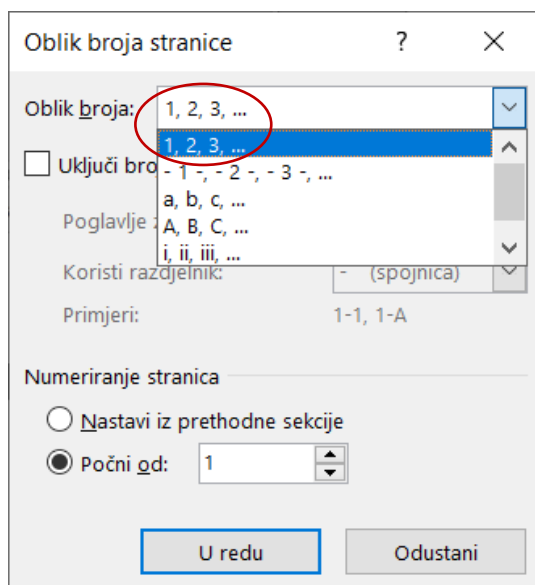 Oblik broja stranice ?
Oblik broja: 1, 2, 3, ...
1, 2, 3, ...
Uključi bro
- 1 -, - 2 -, - 3 -, ...
a, b, c, ...
Poglavlje
A, B, C, ...
i, ii, iii, ...
Koristi razdjelnik: - (spojnica)
Primjeri: 1-1, 1-A
Numeriranje stranica
Nastavi iz prethodne sekcije
Počni od: 1
U redu Odustani